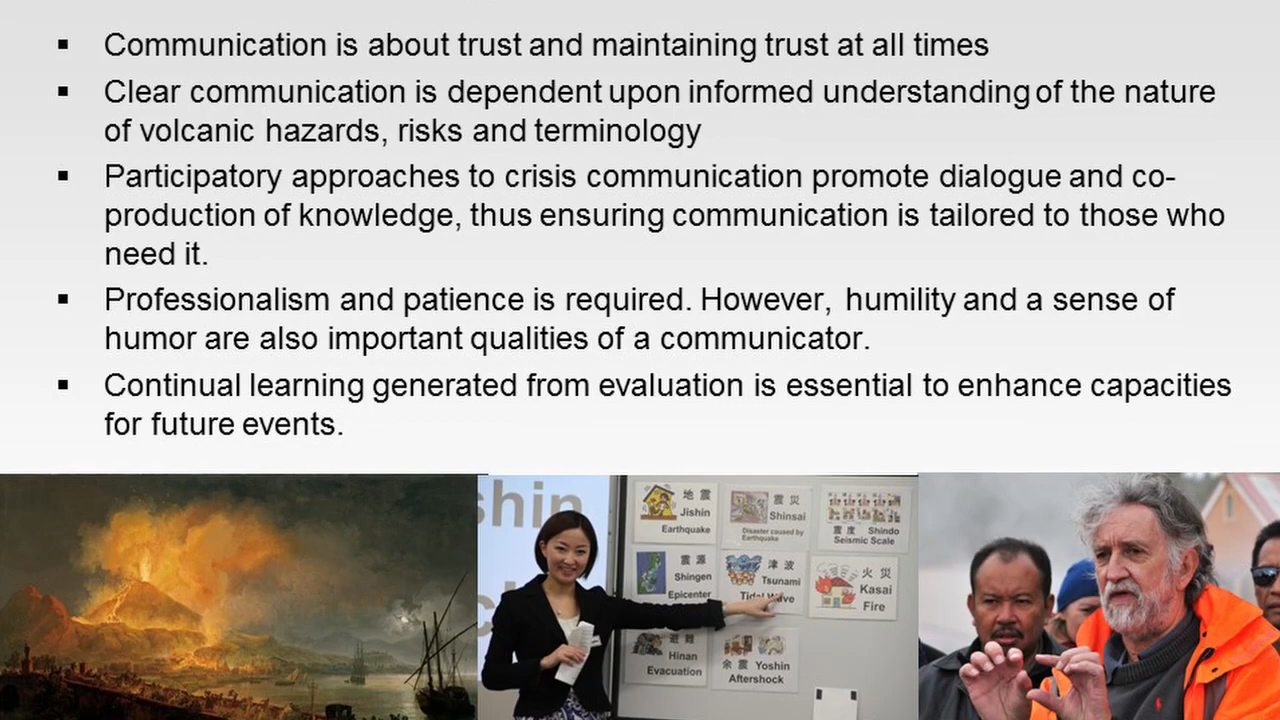 ▪ Communication is about trust and maintaining trust at all times
▪ Clear communication is dependent upon informed understanding of the nature
of volcanic hazards, risks and terminology
▪ Participatory approaches to crisis communication promote dialogue and co-
production of knowledge, thus ensuring communication is tailored to those who
need it.
▪ Professionalism and patience is required. However, humility and a sense of
humor are also important qualities of a communicator.
▪ Continual learning generated from evaluation is essential to enhance capacities
for future events.
shin
地震
Jishin
Earthquake
震災
Shinsai
Disaster caused by
Earthquake
震度 Shindo
Seismic Scale
震源
Shingen
Epicenter
津波
Tsunami
Tidal Wave
火災
Kasai
Fire
避難
Hinan
Evacuation
余震 Yoshin
Aftershock